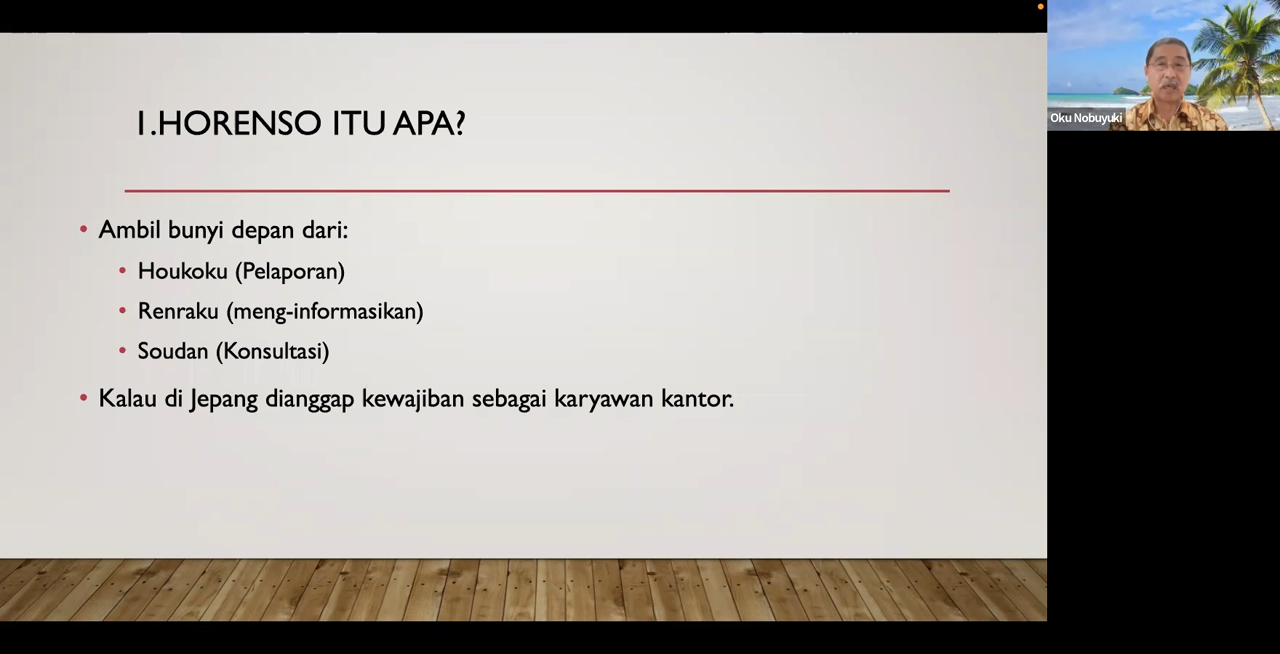 1.HORENSO ITU APA?
• Ambil bunyi depan dari:
• Houkoku (Pelaporan)
• Renraku (meng-informasikan)
• Soudan (Konsultasi)
• Kalau di Jepang dianggap kewajiban sebagai karyawan kantor.
Oku Nobuyuki